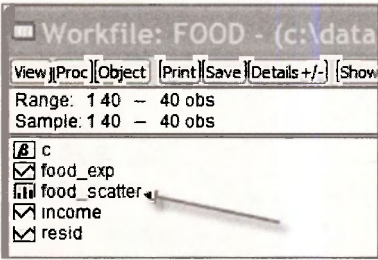 Workfile: FOOD - (c:\data
View Proc Object Print Save Details +/- Show
Range: 1 40 – 40 obs
Sample: 1 40 – 40 obs
β c
food_exp
food_scatter
income
resid